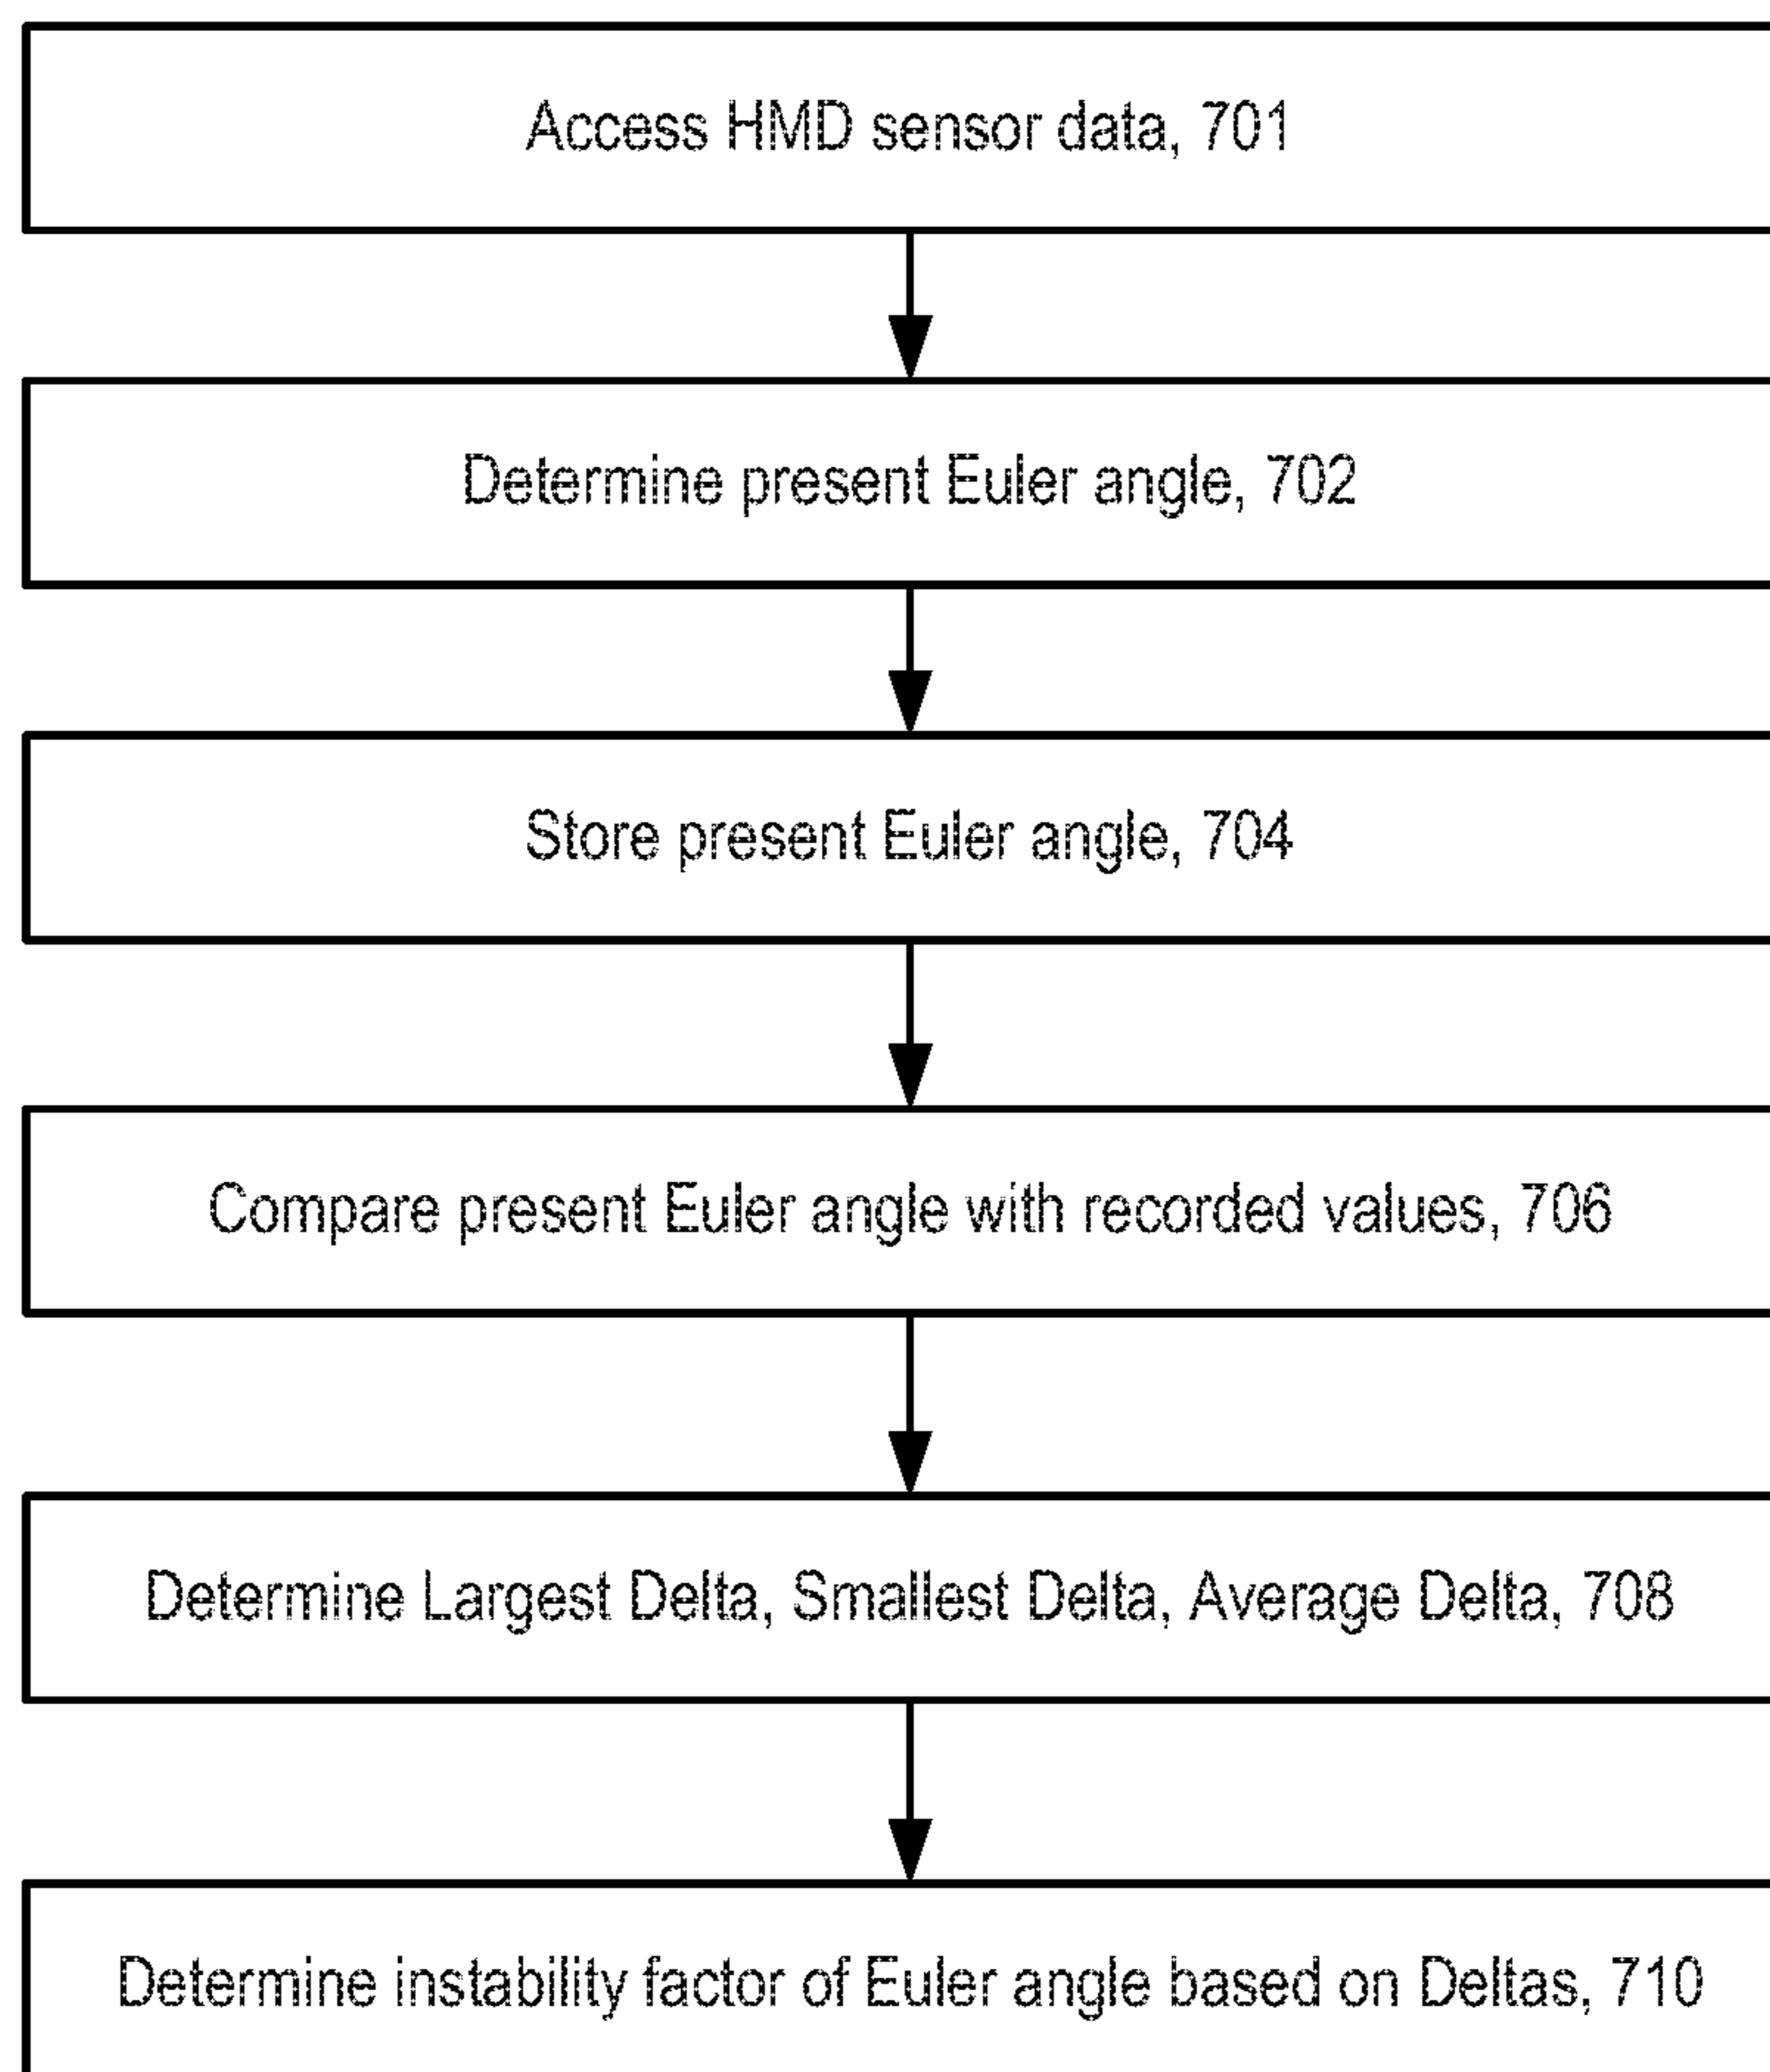 Access HMD sensor data, 701
Determine present Euler angle, 702
Store present Euler angle, 704
Compare present Euler angle with recorded values, 706
Determine Largest Delta, Smallest Delta, Average Delta, 708
Determine instability factor of Euler angle based on Deltas, 710